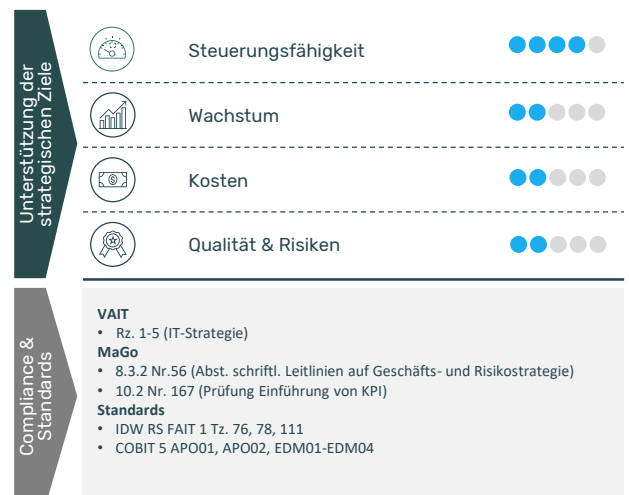 Unterstützung der
strategischen Ziele
Steuerungsfähigkeit
Wachstum
Kosten
Qualität & Risiken
Compliance &
Standards
VAIT
• Rz. 1-5 (IT-Strategie)
MaGo
• 8.3.2 Nr.56 (Abst. schriftl. Leitlinien auf Geschäfts- und Risikostrategie)
• 10.2 Nr. 167 (Prüfung Einführung von KPI)
Standards
• IDW RS FAIT 1 Tz. 76, 78, 111
• COBIT 5 APO01, APO02, EDM01-EDM04